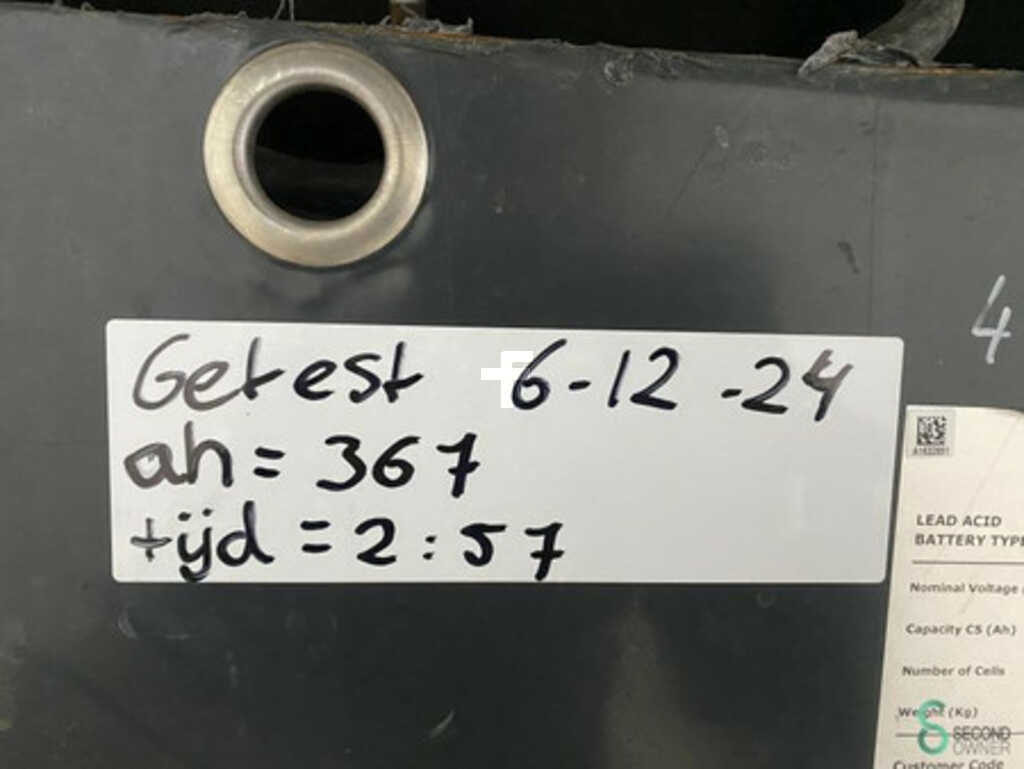 Getest 6-12-24
ah = 367
tijd = 2:57
4
A1632951
LEAD ACID
BATTERY TYPE
Nominal Voltage
Capacity C5 (Ah)
Number of Cells
Weight (Kg)
Customer Code
SECOND
OWNER